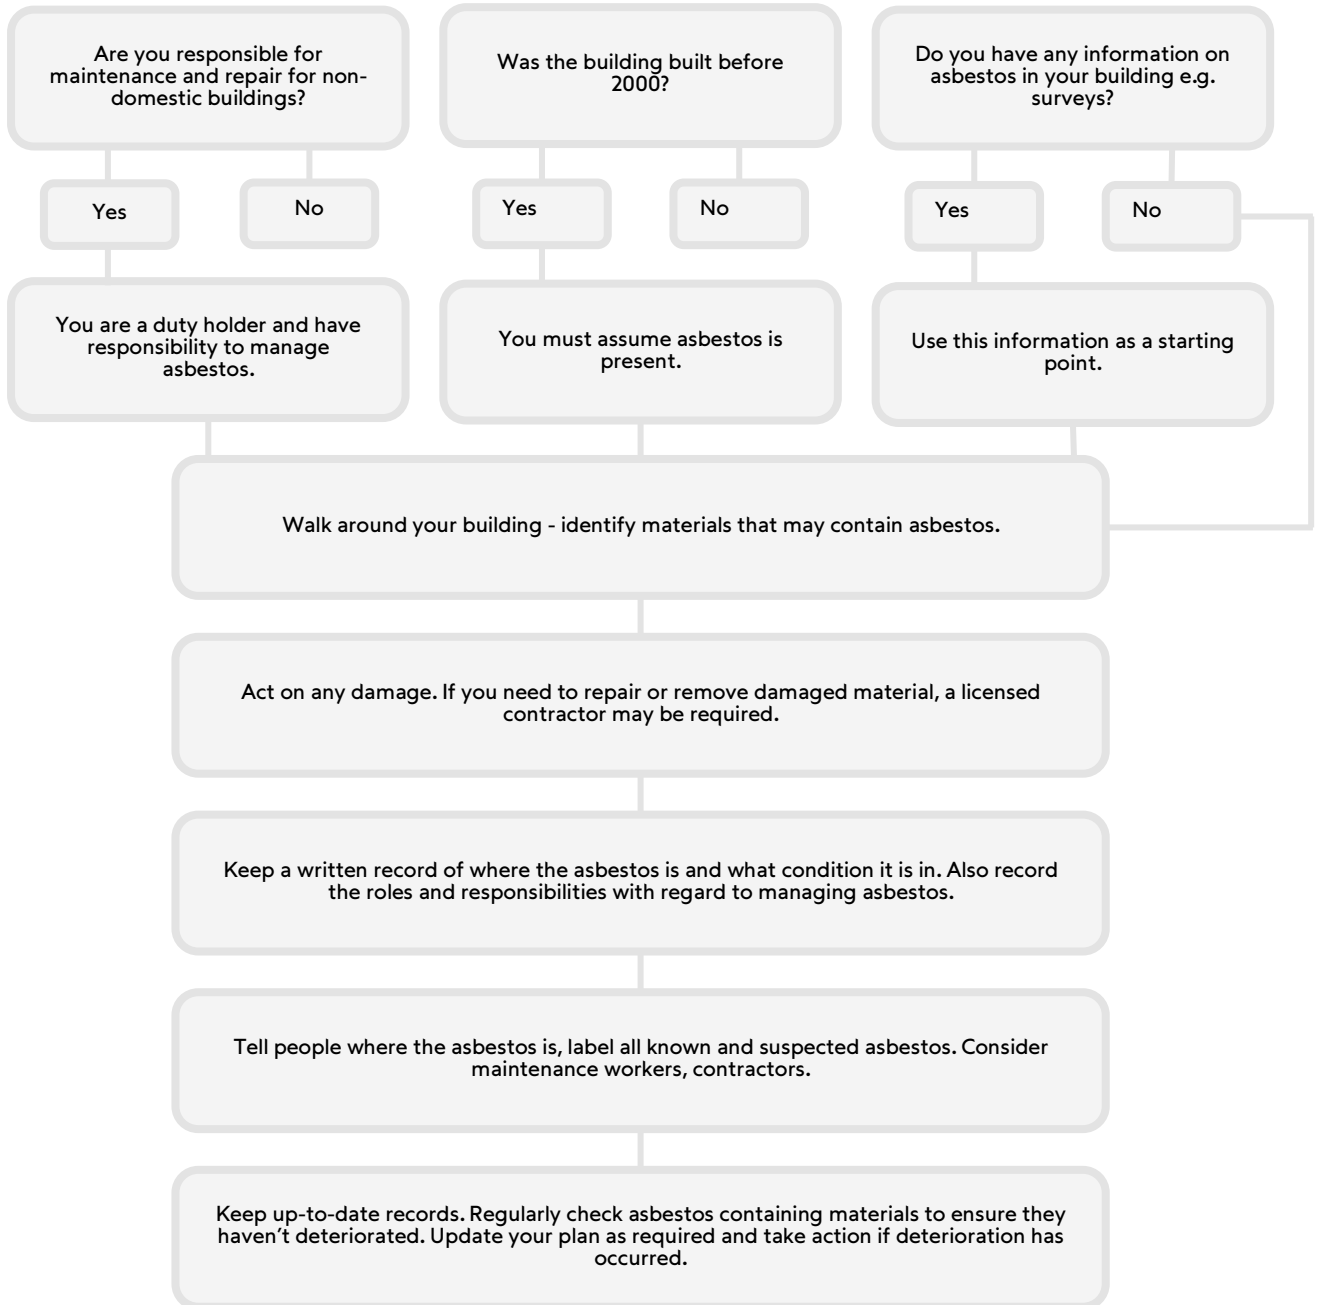 Are you responsible for
maintenance and repair for non-
domestic buildings?
Was the building built before
2000?
Do you have any information on
asbestos in your building e.g.
surveys?
Yes
No
Yes
No
Yes
No
You are a duty holder and have
responsibility to manage
asbestos.
You must assume asbestos is
present.
Use this information as a starting
point.
Walk around your building - identify materials that may contain asbestos.
Act on any damage. If you need to repair or remove damaged material, a licensed
contractor may be required.
Keep a written record of where the asbestos is and what condition it is in. Also record
the roles and responsibilities with regard to managing asbestos.
Tell people where the asbestos is, label all known and suspected asbestos. Consider
maintenance workers, contractors.
Keep up-to-date records. Regularly check asbestos containing materials to ensure they
haven’t deteriorated. Update your plan as required and take action if deterioration has
occurred.